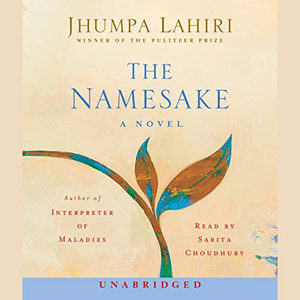 JHUMPA LAHIRI
WINNER OF THE PULITZER PRIZE
THE
NAMESAKE
A NOVEL
Author of
INTERPRETER
OF
MALADIES
READ BY
SARITA
CHOUDHURY
UNABRIDGED